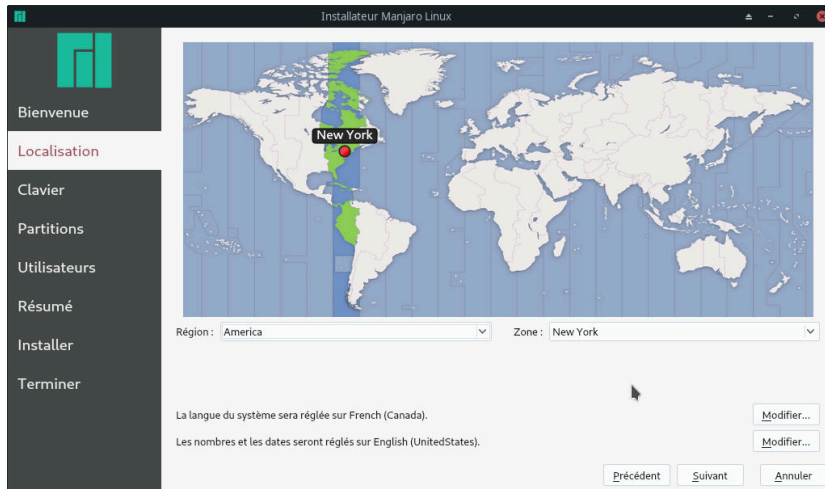 Installateur Manjaro Linux
Bienvenue
Localisation
Clavier
Partitions
Utilisateurs
Résumé
Installer
Terminer
New York
Région : America
Zone : New York
La langue du système sera réglée sur French (Canada).
Modifier...
Les nombres et les dates seront réglés sur English (UnitedStates).
Modifier...
Précédent
Suivant
Annuler